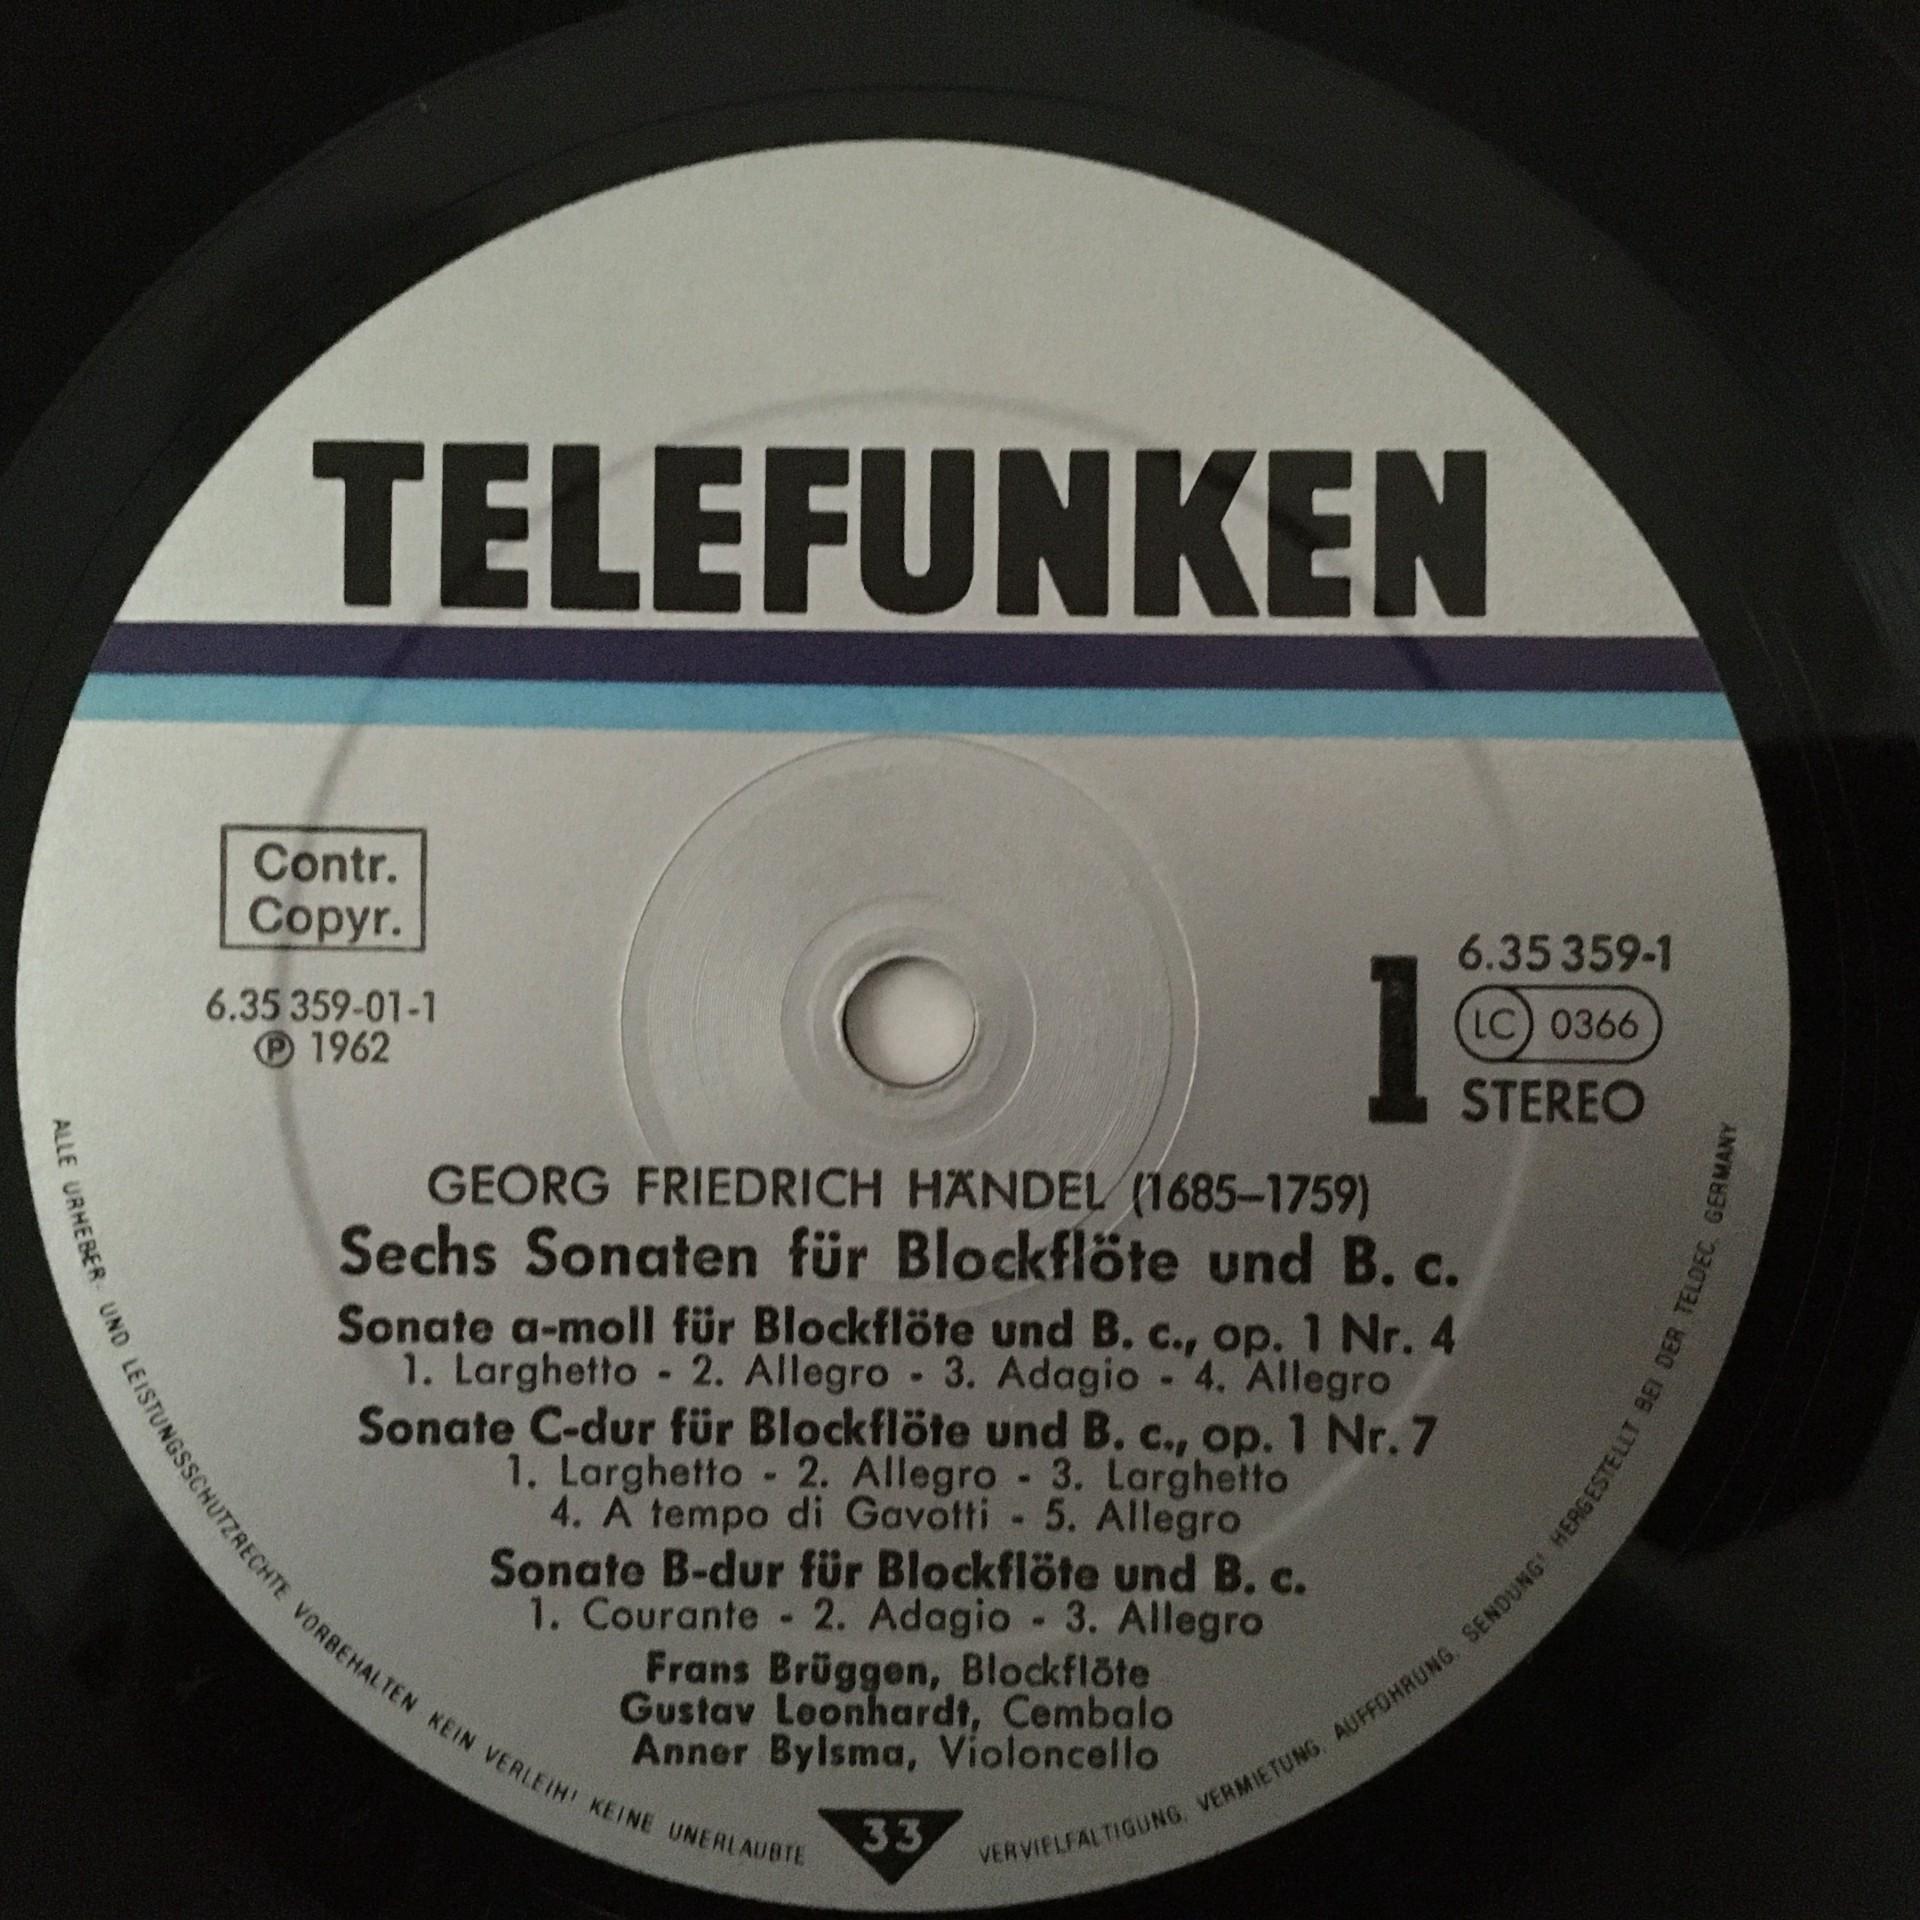 TELEFUNKEN
Contr.
Copyr.
6.35 359-01-1
Ⓟ 1962
1
6.35 359-1
LC 0366
STEREO
GEORG FRIEDRICH HÄNDEL (1685–1759)
Sechs Sonaten für Blockflöte und B. c.
Sonate a-moll für Blockflöte und B. c., op. 1 Nr. 4
1. Larghetto - 2. Allegro - 3. Adagio - 4. Allegro
Sonate C-dur für Blockflöte und B. c., op. 1 Nr. 7
1. Larghetto - 2. Allegro - 3. Larghetto
4. A tempo di Gavotti - 5. Allegro
Sonate B-dur für Blockflöte und B. c.
1. Courante - 2. Adagio - 3. Allegro
Frans Brüggen, Blockflöte
Gustav Leonhardt, Cembalo
Anner Bylsma, Violoncello
33
ALLE URHEBER- UND LEISTUNGSSCHUTZRECHTE VORBEHALTEN KEIN VERLEIH! KEINE UNERLAUBTE VERVIELFÄLTIGUNG, VERMIETUNG, AUFFÜHRUNG, SENDUNG! HERGESTELLT BEI DER TELDEC, GERMANY